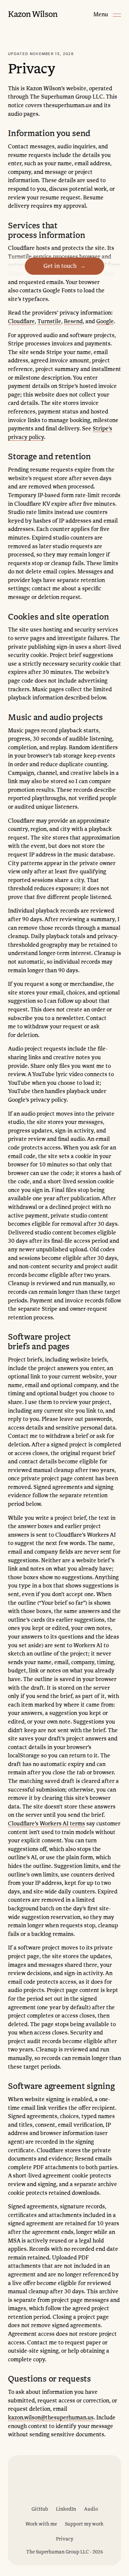 Kazon Wilson
Menu
UPDATED NOVEMBER 13, 2025
Privacy
This is Kazon Wilson's website, operated
through The Superhuman Group LLC. This
notice covers thesuperhuman.us and its
audio pages.
Information you send
Contact messages, audio inquiries, and
resume requests include the details you
enter, such as your name, email address,
company, and message or project
information. These details are used to
respond to you, discuss potential work, or
review your resume request. Resume
delivery requires my approval.
Services that
process information
Cloudflare hosts and protects the site. Its
Get in touch →
and requested emails. Your browser
also contacts Google Fonts to load the
site's typefaces.
Read the providers' privacy information:
Cloudflare, Turnstile, Resend, and Google.
For approved audio and software projects,
Stripe processes invoices and payments.
The site sends Stripe your name, email
address, agreed invoice amount, project
reference, project summary and installment
or milestone description. You enter
payment details on Stripe's hosted invoice
page; this website does not collect your
card details. The site stores invoice
references, payment status and hosted
invoice links to manage booking, milestone
payments and final delivery. See Stripe's
privacy policy.
Storage and retention
Pending resume requests expire from the
website's request store after seven days
and are removed when processed.
Temporary IP-based form rate-limit records
in Cloudflare KV expire after five minutes.
Studio store limits instead use counters
keyed by hashes of IP addresses and email
addresses. Each counter applies for five
minutes. Expired studio counters are
removed when later studio requests are
processed, so they may remain longer if
requests stop or cleanup fails. These limits
do not delete email copies. Messages and
providers may have separate retention
settings; contact me about a specific
message or deletion request.
Cookies and site operation
The site uses hosting and security services
to serve pages and investigate failures. The
private publishing sign-in uses a short-lived
security cookie. Project brief suggestions
use a strictly necessary security cookie that
expires after 30 minutes. The website's
page code does not include advertising
trackers. Music pages collect the limited
playback information described below.
Music and audio projects
Music pages record playback starts,
progress, 30 seconds of audible listening,
completion, and replay. Random identifiers
in your browser's tab storage keep events
in order and reduce duplicate counting.
Campaign, channel, and creative labels in a
link may also be stored so I can compare
promotion results. These records describe
attempted playthroughs, not verified people
or audited unique listeners.
Cloudflare may provide an approximate
country, region, and city with a playback
request. The site stores that approximation
with the event, but does not store the
request IP address in the music database.
City patterns appear in the private owner
view only after at least five qualifying
reported sessions share a city. That
threshold reduces exposure; it does not
prove that five different people listened.
Individual playback records are reviewed
after 90 days. After reviewing a summary, I
can remove those records through a manual
cleanup. Daily playback totals and privacy-
thresholded geography may be retained to
understand longer-term interest. Cleanup is
not automatic, so individual records may
remain longer than 90 days.
If you request a song or merchandise, the
site stores your email, choices, and optional
suggestion so I can follow up about that
request. This does not create an order or
subscribe you to a newsletter. Contact
me to withdraw your request or ask
for deletion.
Audio project requests include the file-
sharing links and creative notes you
provide. Share only files you want me to
review. A YouTube lyric video connects to
YouTube when you choose to load it;
YouTube then handles playback under
Google's privacy policy.
If an audio project moves into the private
studio, the site stores your messages,
progress updates, sign-in activity, and
private review and final audio. An email
code protects access. When you ask for an
email code, the site sets a cookie in your
browser for 10 minutes so that only that
browser can use the code; it stores a hash of
the code, and a short-lived session cookie
when you sign in. Final files stop being
available one year after publication. After
withdrawal or a declined project with no
active payment, private studio content
becomes eligible for removal after 30 days.
Delivered studio content becomes eligible
30 days after its final file access period ends
and any newer unpublished upload. Old codes
and sessions become eligible after 30 days,
and non-content security and project audit
records become eligible after two years.
Cleanup is reviewed and run manually, so
records can remain longer than these target
periods. Payment and invoice records follow
the separate Stripe and owner-request
retention process.
Software project
briefs and pages
Project briefs, including website briefs,
include the project answers you enter, an
optional link to your current website, your
name, email and optional company, and the
timing and optional budget you choose to
share. I use them to review your project,
including any current site you link to, and
reply to you. Please leave out passwords,
access details and sensitive personal data.
Contact me to withdraw a brief or ask for
deletion. After a signed project is completed
or its access closes, the original request brief
and contact details become eligible for
reviewed manual cleanup after two years,
once private project page content has been
removed. Signed agreements and signing
evidence follow the separate retention
period below.
While you write a project brief, the text in
the answer boxes and earlier project
answers is sent to Cloudflare's Workers AI
to suggest the next few words. The name,
email and company fields are never sent for
suggestions. Neither are a website brief's
link and notes on what you already have;
those boxes show no suggestions. Anything
you type in a box that shows suggestions is
sent, even if you don't accept one. When
the outline ("Your brief so far") is shown
with those boxes, the same answers and the
outline's edits and its earlier suggestions, the
ones you kept or edited, your own notes,
your answers to its questions and the ideas
you set aside) are sent to Workers AI to
sketch an outline of the project; it never
gets your name, email, company, timing,
budget, link or notes on what you already
have. The outline is saved in your browser
with the draft. It is stored on the server
only if you send the brief, as part of it, with
each item marked by where it came from:
your answers, a suggestion you kept or
edited, or your own note. Suggestions you
didn't keep are not sent with the brief. The
site saves your draft's project answers and
contact details in your browser's
localStorage so you can return to it. The
draft has no automatic expiry and can
remain after you close the tab or browser.
The matching saved draft is cleared after a
successful submission; otherwise, you can
remove it by clearing this site's browser
data. The site doesn't store these answers
on the server until you send the brief.
Cloudflare's Workers AI terms say customer
content isn't used to train models without
your explicit consent. You can turn
suggestions off, which also stops the
outline's AI, or use the plain form, which
hides the outline. Suggestion limits, and the
outline's own limits, use counters derived
from your IP address, kept for up to two
days, and site-wide daily counters. Expired
counters are removed in a limited
background batch on the day's first site-
wide suggestion reservation, so they may
remain longer when requests stop, cleanup
fails or a backlog remains.
If a software project moves to its private
project page, the site stores the updates,
images and messages shared there, your
review decisions, and sign-in activity. An
email code protects access, as it does for
audio projects. Project page content is kept
for the period set out in the signed
agreement (one year by default) after the
project completes or access closes, then
deleted. The page stops being available to
you when access closes. Security and
project audit records become eligible after
two years. Cleanup is reviewed and run
manually, so records can remain longer than
these target periods.
Software agreement signing
When website signing is enabled, a one-
time email link verifies the offer recipient.
Signed agreements, choices, typed names
and titles, consent, email verification, IP
address and browser information (user
agent) are recorded in the signing
certificate. Cloudflare stores the private
documents and evidence; Resend emails
complete PDF attachments to both parties.
A short-lived agreement cookie protects
review and signing, and a separate archive
cookie protects retained downloads.
Signed agreements, signature records,
certificates and attachments included in a
signed agreement are retained for 10 years
after the agreement ends, longer while an
MSA is actively reused or a legal hold
applies. Records with no recorded end date
remain retained. Uploaded PDF
attachments that are not included in an
agreement and are no longer referenced by
a live offer become eligible for reviewed
manual cleanup after 30 days. This archive
is separate from project page messages and
images, which follow the signed project
retention period. Closing a project page
does not remove signed agreements.
Agreement access does not operate project
access. Contact me to request paper or
outside-site signing, or help obtaining a
complete copy.
Questions or requests
To ask about information you have
submitted, request access or correction, or
request deletion, email
kazon.wilson@thesuperhuman.us. Include
enough context to identify your message
without sending sensitive documents.
GitHub LinkedIn Audio
Work with me Support my work
Privacy
The Superhuman Group LLC · 2026